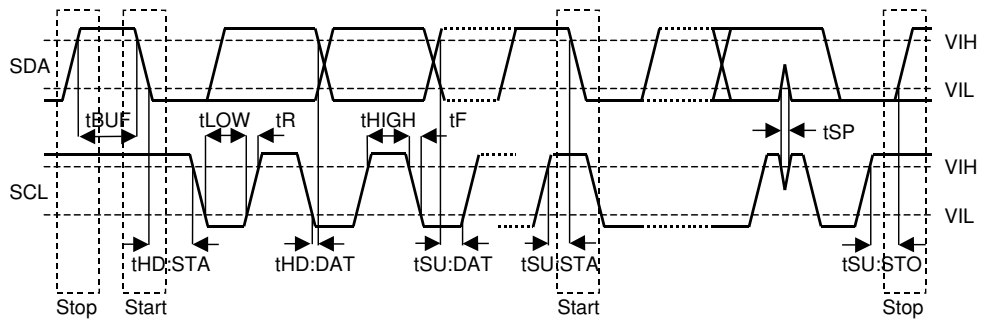 VIH
SDA
VIL
tBUF
tLOW
tR
tHIGH
tF
tSP
VIH
SCL
VIL
tHD:STA
tHD:DAT
tSU:DAT
tSU:STA
tSU:STO
Stop
Start
Start
Stop